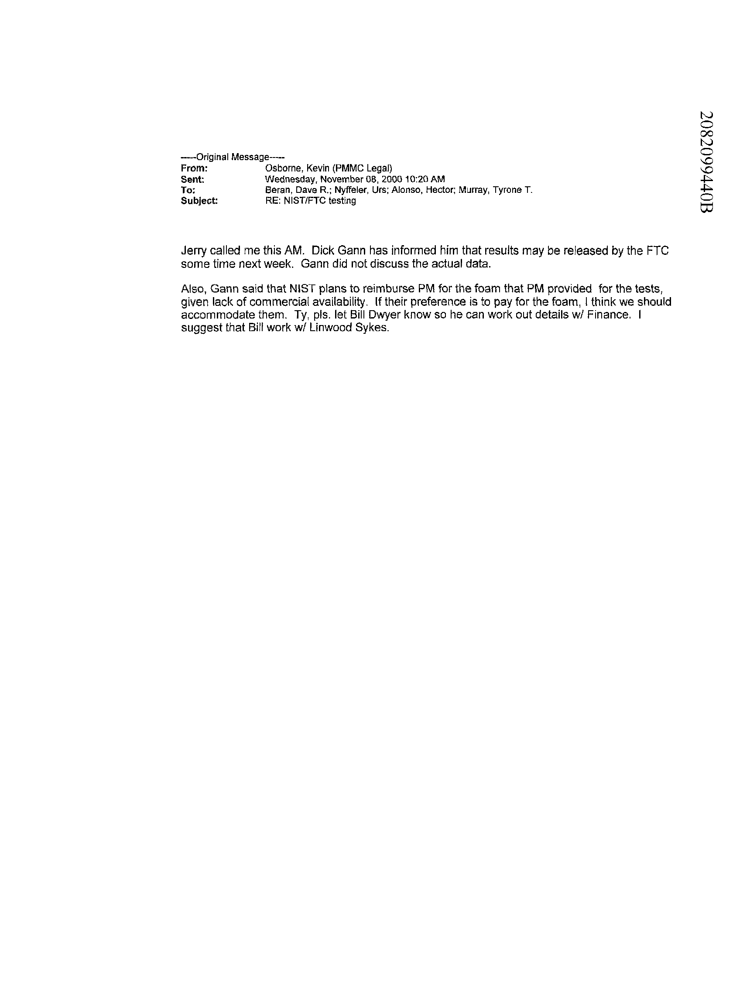 -----Original Message-----
From: Osborne, Kevin (PMMC Legal)
Sent: Wednesday, November 08, 2000 10:20 AM
To: Beran, Dave R.; Nyffeler, Urs; Alonso, Hector; Murray, Tyrone T.
Subject: RE: NIST/FTC testing
Jerry called me this AM. Dick Gann has informed him that results may be released by the FTC
some time next week. Gann did not discuss the actual data.
Also, Gann said that NIST plans to reimburse PM for the foam that PM provided for the tests,
given lack of commercial availability. If their preference is to pay for the foam, I think we should
accommodate them. Ty, pls. let Bill Dwyer know so he can work out details w/ Finance. I
suggest that Bill work w/ Linwood Sykes.
2082099440B